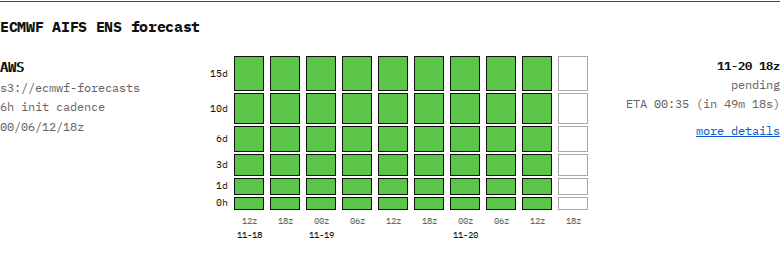 ECMWF AIFS ENS forecast
AWS
s3://ecmwf-forecasts
6h init cadence
00/06/12/18z
15d
10d
6d
3d
1d
0h
12z 18z 00z 06z 12z 18z 00z 06z 12z 18z
11-18 11-19 11-20
11-20 18z
pending
ETA 00:35 (in 49m 18s)
more details